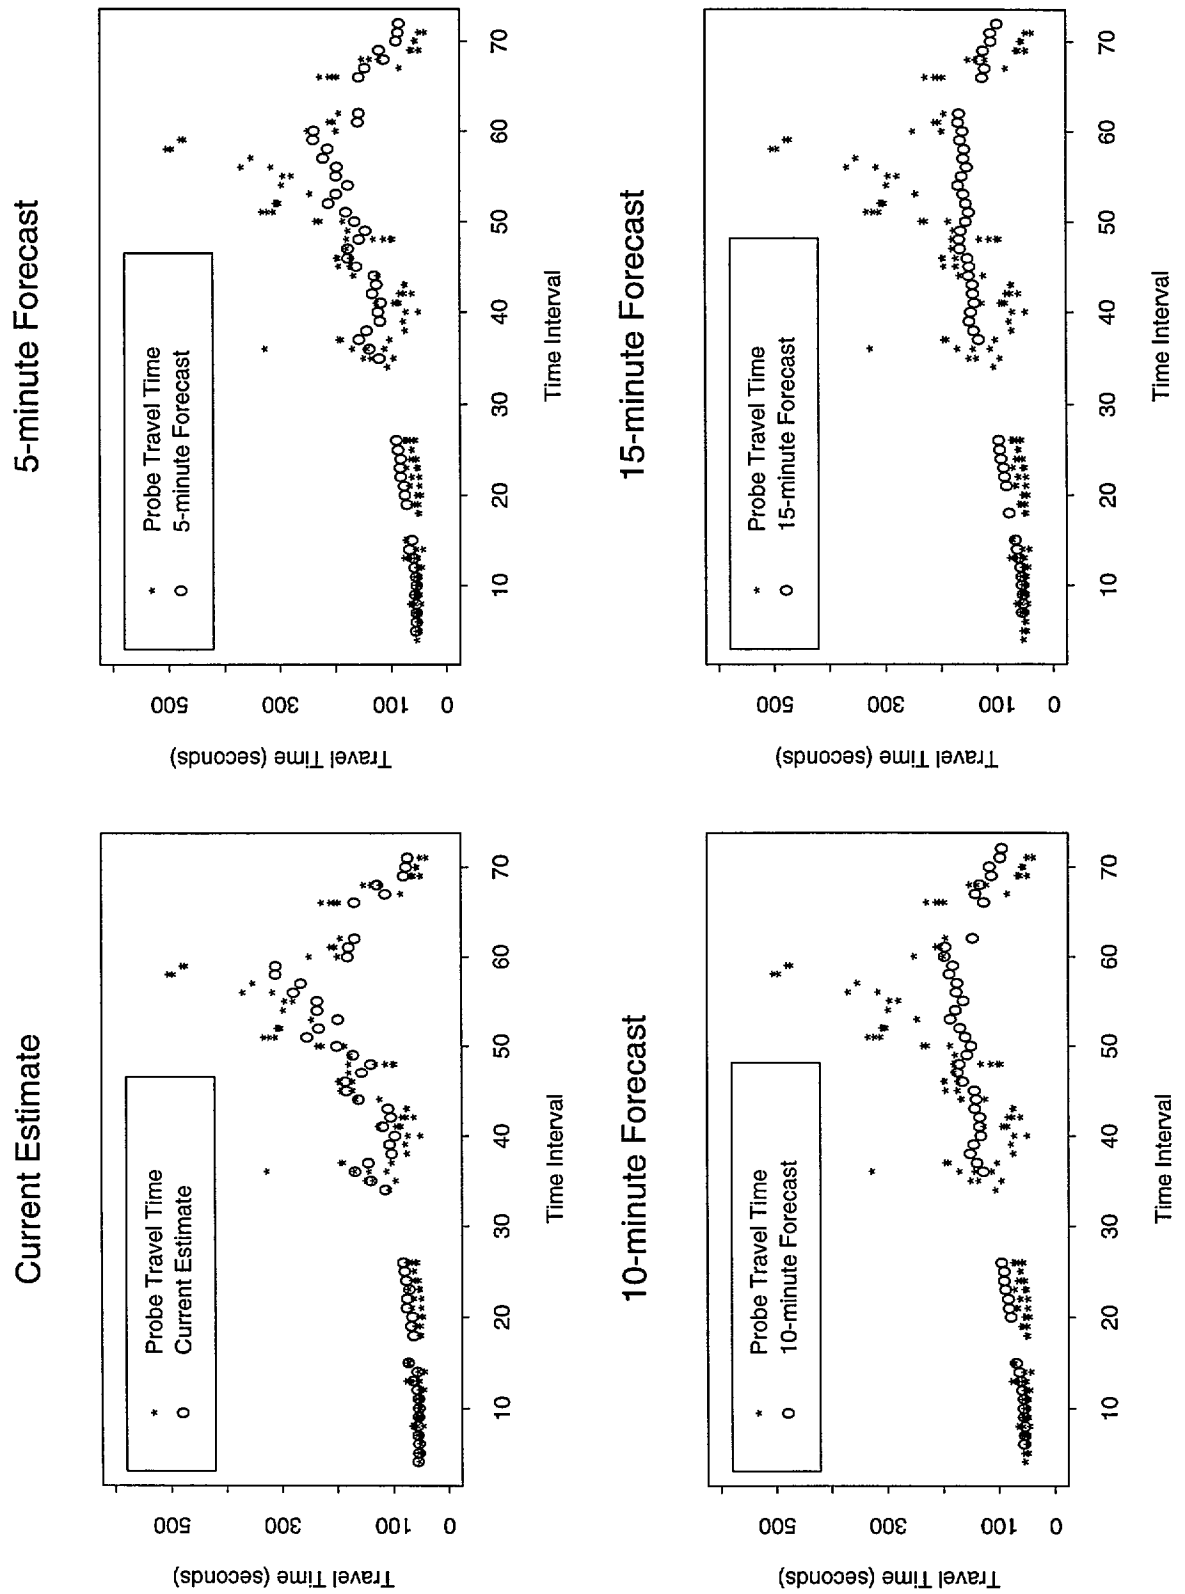 Current Estimate
Travel Time (seconds)
0 100 300 500
* Probe Travel Time
o Current Estimate
10 20 30 40 50 60 70
Time Interval
5-minute Forecast
Travel Time (seconds)
0 100 300 500
* Probe Travel Time
o 5-minute Forecast
10 20 30 40 50 60 70
Time Interval
10-minute Forecast
Travel Time (seconds)
0 100 300 500
* Probe Travel Time
o 10-minute Forecast
10 20 30 40 50 60 70
Time Interval
15-minute Forecast
Travel Time (seconds)
0 100 300 500
* Probe Travel Time
o 15-minute Forecast
10 20 30 40 50 60 70
Time Interval